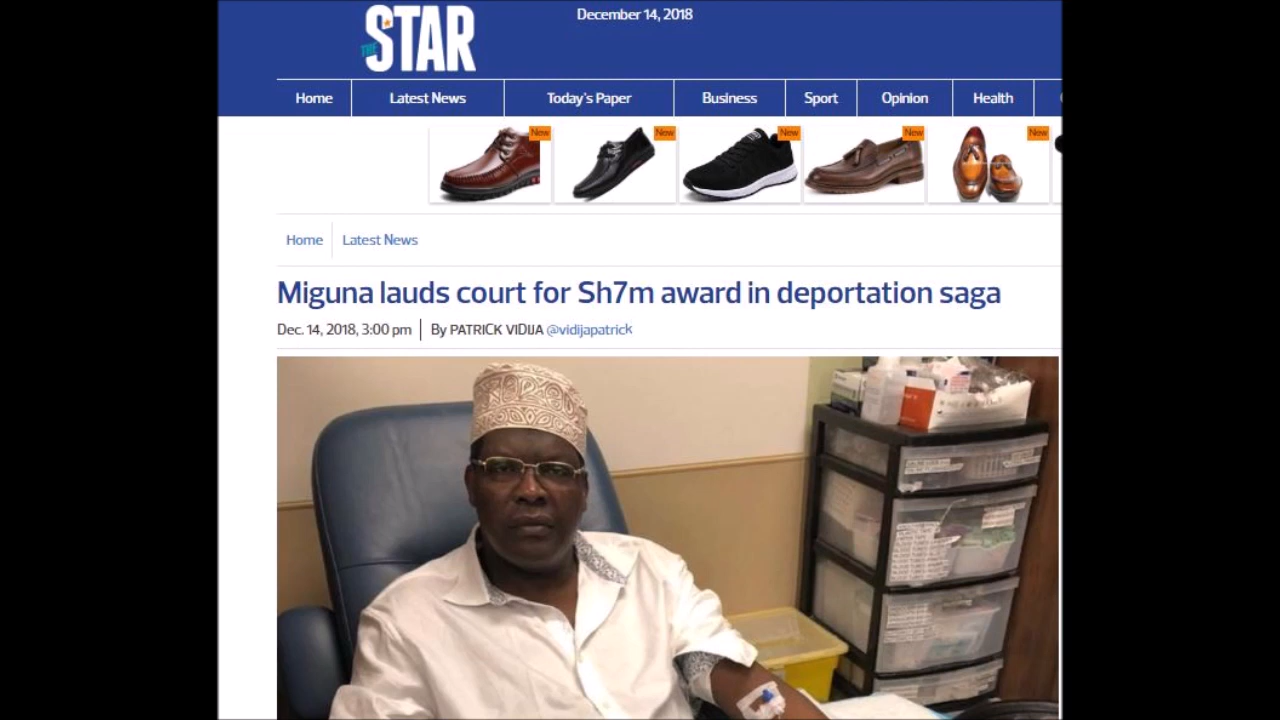 December 14, 2018
THE STAR
Home Latest News Today's Paper Business Sport Opinion Health
New New New New New
Home Latest News
Miguna lauds court for Sh7m award in deportation saga
Dec. 14, 2018, 3:00 pm By PATRICK VIDIJA @vidijapatrick